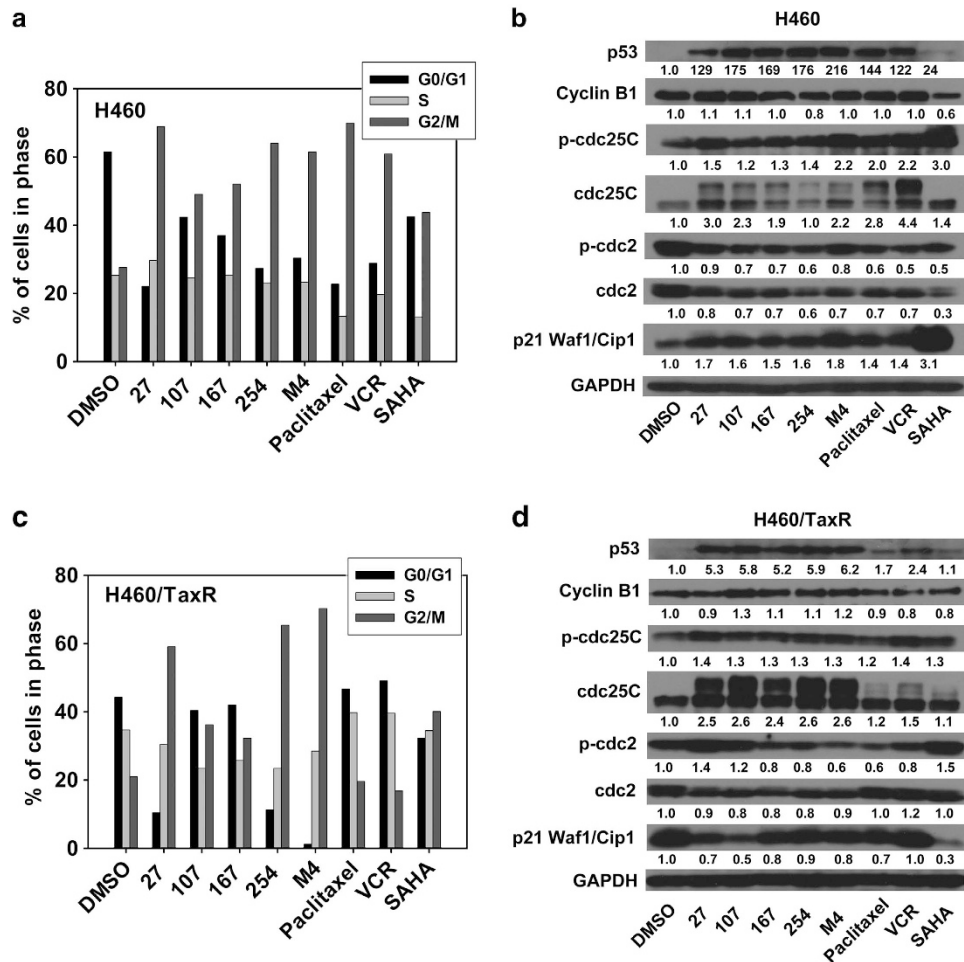 a
H460
G0/G1
S
G2/M
% of cells in phase
80
60
40
20
0
DMSO
27
107
167
254
M4
Paclitaxel
VCR
SAHA
b
H460
p53
1.0 129 175 169 176 216 144 122 24
Cyclin B1
1.0 1.1 1.1 1.0 0.8 1.0 1.0 1.0 0.6
p-cdc25C
1.0 1.5 1.2 1.3 1.4 2.2 2.0 2.2 3.0
cdc25C
1.0 3.0 2.3 1.9 1.0 2.2 2.8 4.4 1.4
p-cdc2
1.0 0.9 0.7 0.7 0.6 0.8 0.6 0.5 0.5
cdc2
1.0 0.8 0.7 0.7 0.6 0.7 0.7 0.7 0.3
p21 Waf1/Cip1
1.0 1.7 1.6 1.5 1.6 1.8 1.4 1.4 3.1
GAPDH
DMSO
27
107
167
254
M4
Paclitaxel
VCR
SAHA
c
H460/TaxR
G0/G1
S
G2/M
% of cells in phase
80
60
40
20
0
DMSO
27
107
167
254
M4
Paclitaxel
VCR
SAHA
d
H460/TaxR
p53
1.0 5.3 5.8 5.2 5.9 6.2 1.7 2.4 1.1
Cyclin B1
1.0 0.9 1.3 1.1 1.1 1.2 0.9 0.8 0.8
p-cdc25C
1.0 1.4 1.3 1.3 1.3 1.3 1.2 1.4 1.3
cdc25C
1.0 2.5 2.6 2.4 2.6 2.6 1.2 1.5 1.1
p-cdc2
1.0 1.4 1.2 0.8 0.8 0.6 0.6 0.8 1.5
cdc2
1.0 0.9 0.8 0.8 0.8 0.9 1.0 1.2 1.0
p21 Waf1/Cip1
1.0 0.7 0.5 0.8 0.9 0.8 0.7 1.0 0.3
GAPDH
DMSO
27
107
167
254
M4
Paclitaxel
VCR
SAHA